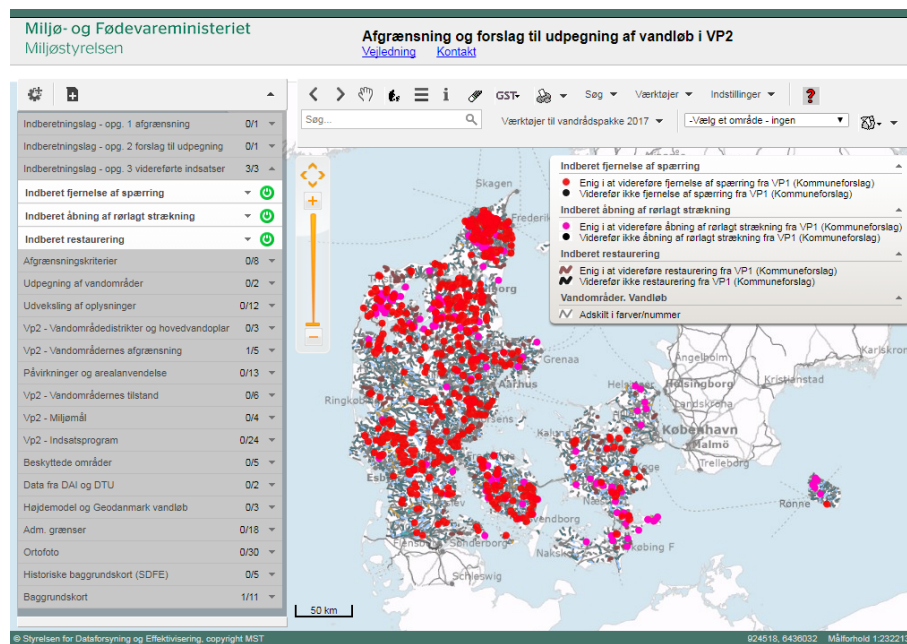 Miljø- og Fødevareministeriet
Miljøstyrelsen
Afgrænsning og forslag til udpegning af vandløb i VP2
Vejledning Kontakt
GST
Søg
Værktøjer
Indstillinger
?
Søg...
Værktøjer til vandrådspakke 2017
-Vælg et område - ingen
Indberetningslag - opg. 1 afgrænsning 0/1
Indberetningslag - opg. 2 forslag til udpegning 0/1
Indberetningslag - opg. 3 videreførte indsatser 3/3
Indberet fjernelse af spærring
Indberet åbning af rørlagt strækning
Indberet restaurering
Afgrænsningskriterier 0/8
Udpegning af vandområder 0/2
Udveksling af oplysninger 0/12
Vp2 - Vandområdedistrikter og hovedvandoplar 0/3
Vp2 - Vandområdernes afgrænsning 1/5
Påvirkninger og arealanvendelse 0/13
Vp2 - Vandområdernes tilstand 0/6
Vp2 - Miljømål 0/4
Vp2 - Indsatsprogram 0/24
Beskyttede områder 0/5
Data fra DAI og DTU 0/2
Højdemodel og Geodanmark vandløb 0/3
Adm. grænser 0/18
Ortofoto 0/30
Historiske baggrundskort (SDFE) 0/5
Baggrundskort 1/11
Indberet fjernelse af spærring
Enig i at videreføre fjernelse af spærring fra VP1 (Kommuneforslag)
Viderefør ikke fjernelse af spærring fra VP1 (Kommuneforslag)
Indberet åbning af rørlagt strækning
Enig i at videreføre åbning af rørlagt strækning fra VP1 (Kommuneforslag)
Viderefør ikke åbning af rørlagt strækning fra VP1 (Kommuneforslag)
Indberet restaurering
Enig i at videreføre restaurering fra VP1 (Kommuneforslag)
Viderefør ikke restaurering fra VP1 (Kommuneforslag)
Vandområder. Vandløb
Adskilt i farver/nummer
Skagen
Frederik
Grenaa
Ängelholm
Karlskron
Kristianstad
Helsingborg
Aarhus
Landskrona
København
Malmö
Trelleborg
Rønne
Sønderborg
Schleswig
50 km
© Styrelsen for Dataforsyning og Effektivisering, copyright MST
924518, 6436032 Målforhold 1:232213